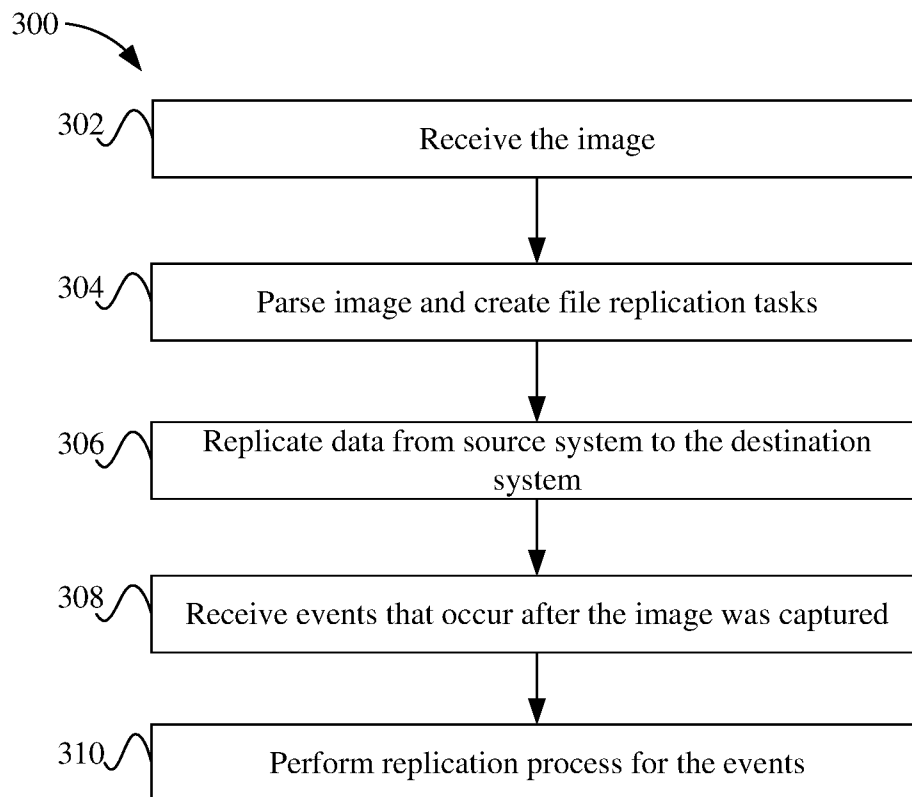 300
302
Receive the image
304
Parse image and create file replication tasks
306
Replicate data from source system to the destination
system
308
Receive events that occur after the image was captured
310
Perform replication process for the events